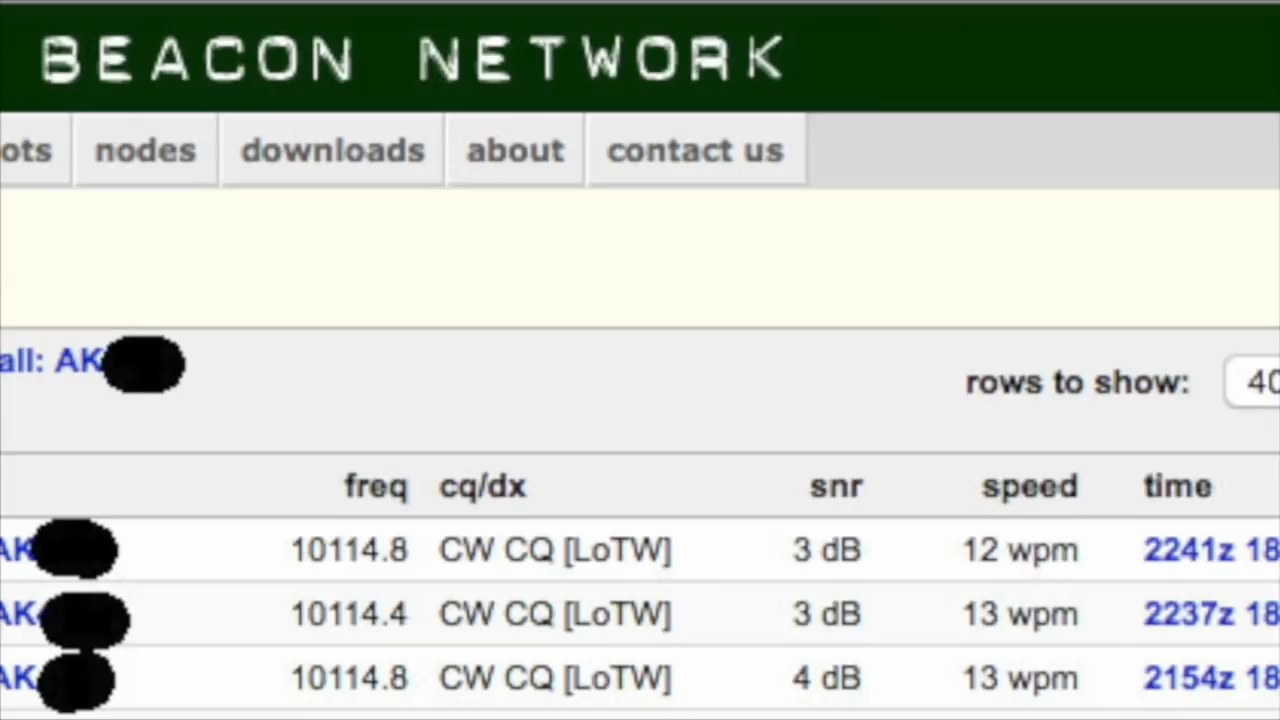 BEACON NETWORK
ots nodes downloads about contact us
all: AK
rows to show: 40
freq cq/dx snr speed time
AK 10114.8 CW CQ [LoTW] 3 dB 12 wpm 2241z 18
AK 10114.4 CW CQ [LoTW] 3 dB 13 wpm 2237z 18
AK 10114.8 CW CQ [LoTW] 4 dB 13 wpm 2154z 18